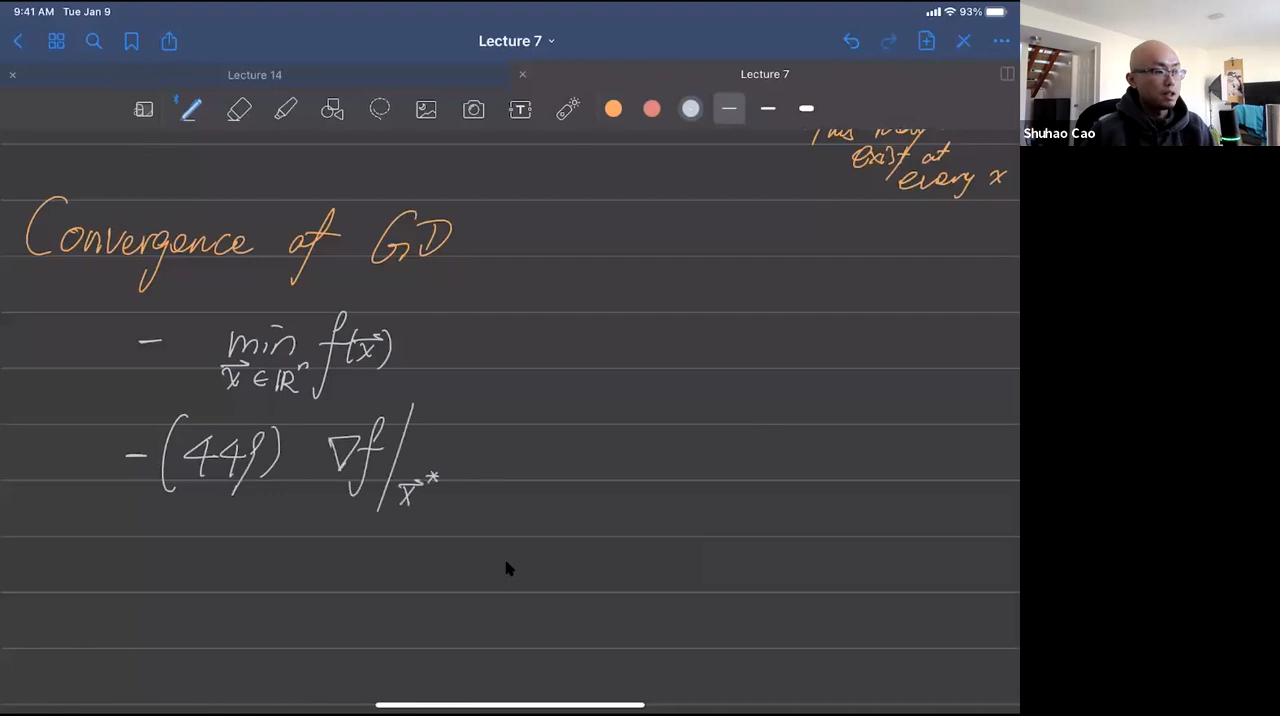 9:41 AM Tue Jan 9
93%
Lecture 7
Lecture 14
Lecture 7
T
Shuhao Cao
exist at
every x
Convergence of GD
- min f(x⃗)
x⃗ ∈ ℝⁿ
- (449) ∇f|
x⃗*